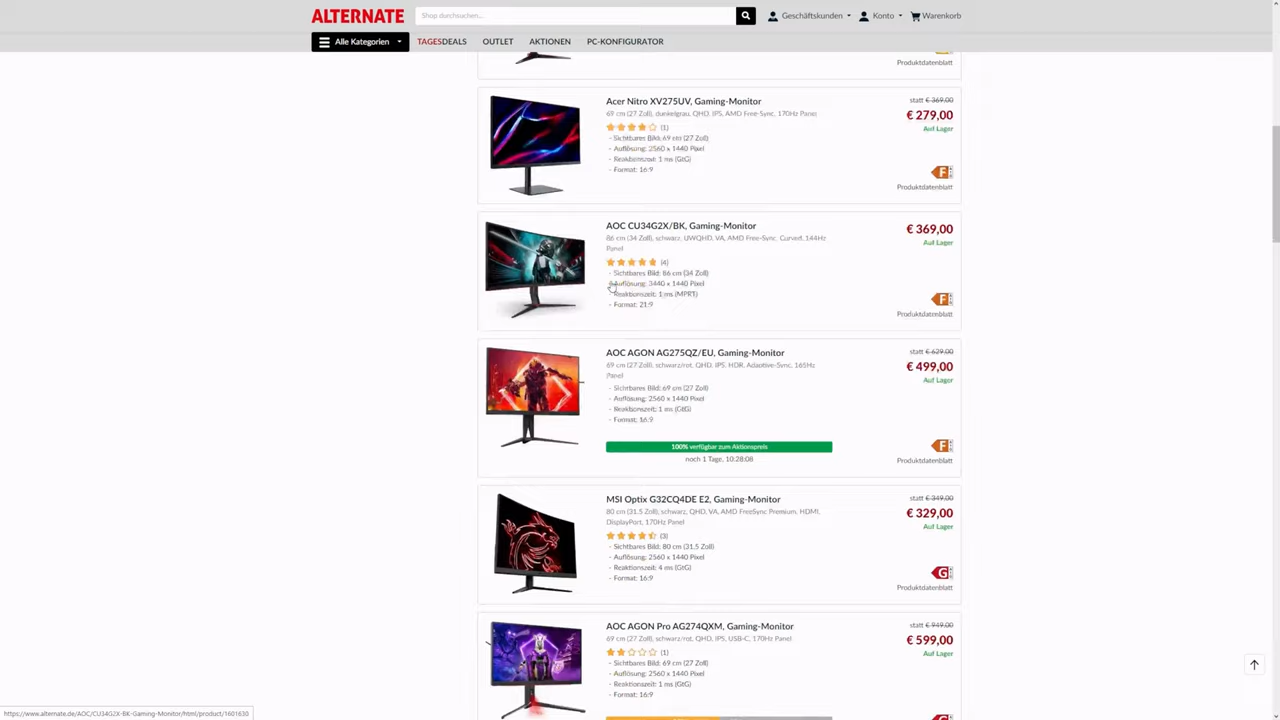 ALTERNATE
Shop durchsuchen...
Geschäftskunden
Konto
Warenkorb
Alle Kategorien
TAGESDEALS
OUTLET
AKTIONEN
PC-KONFIGURATOR
Produktdatenblatt
Acer Nitro XV275UV, Gaming-Monitor
69 cm (27 Zoll), dunkelgrau, QHD, IPS, AMD Free-Sync, 170Hz Panel
(1)
- Sichtbares Bild: 69 cm (27 Zoll)
- Auflösung: 2560 x 1440 Pixel
- Reaktionszeit: 1 ms (GtG)
- Format: 16:9
statt € 369,00
€ 279,00
Auf Lager
F
Produktdatenblatt
AOC CU34G2X/BK, Gaming-Monitor
86 cm (34 Zoll), schwarz, UWQHD, VA, AMD Free-Sync, Curved, 144Hz
Panel
(4)
- Sichtbares Bild: 86 cm (34 Zoll)
- Auflösung: 3440 x 1440 Pixel
- Reaktionszeit: 1 ms (MPRT)
- Format: 21:9
€ 369,00
Auf Lager
F
Produktdatenblatt
AOC AGON AG275QZ/EU, Gaming-Monitor
69 cm (27 Zoll), schwarz/rot, QHD, IPS, HDR, Adaptive-Sync, 165Hz
Panel
- Sichtbares Bild: 69 cm (27 Zoll)
- Auflösung: 2560 x 1440 Pixel
- Reaktionszeit: 1 ms (GtG)
- Format: 16:9
100% verfügbar zum Aktionspreis
noch 1 Tage, 10:28:08
statt € 629,00
€ 499,00
Auf Lager
F
Produktdatenblatt
MSI Optix G32CQ4DE E2, Gaming-Monitor
80 cm (31.5 Zoll), schwarz, QHD, VA, AMD FreeSync Premium, HDMI,
DisplayPort, 170Hz Panel
(3)
- Sichtbares Bild: 80 cm (31.5 Zoll)
- Auflösung: 2560 x 1440 Pixel
- Reaktionszeit: 4 ms (GtG)
- Format: 16:9
statt € 349,00
€ 329,00
Auf Lager
G
Produktdatenblatt
AOC AGON Pro AG274QXM, Gaming-Monitor
69 cm (27 Zoll), schwarz/rot, QHD, IPS, USB-C, 170Hz Panel
(1)
- Sichtbares Bild: 69 cm (27 Zoll)
- Auflösung: 2560 x 1440 Pixel
- Reaktionszeit: 1 ms (GtG)
- Format: 16:9
statt € 949,00
€ 599,00
Auf Lager
https://www.alternate.de/AOC/CU34G2X-BK-Gaming-Monitor/html/product/1601630